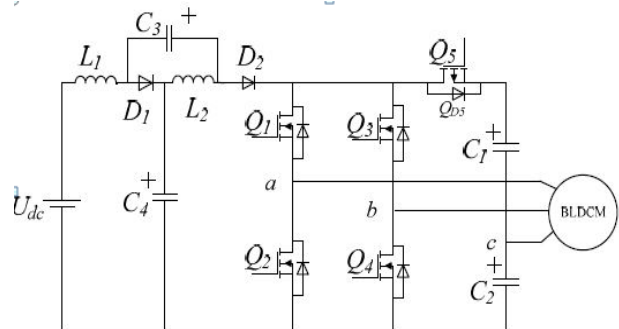 C3 +
L1
D1
L2
D2
Q5
QD5
Q1
Q3
+
C1
a
b
c
BLDCM
Udc
+
C4
Q2
Q4
+
C2